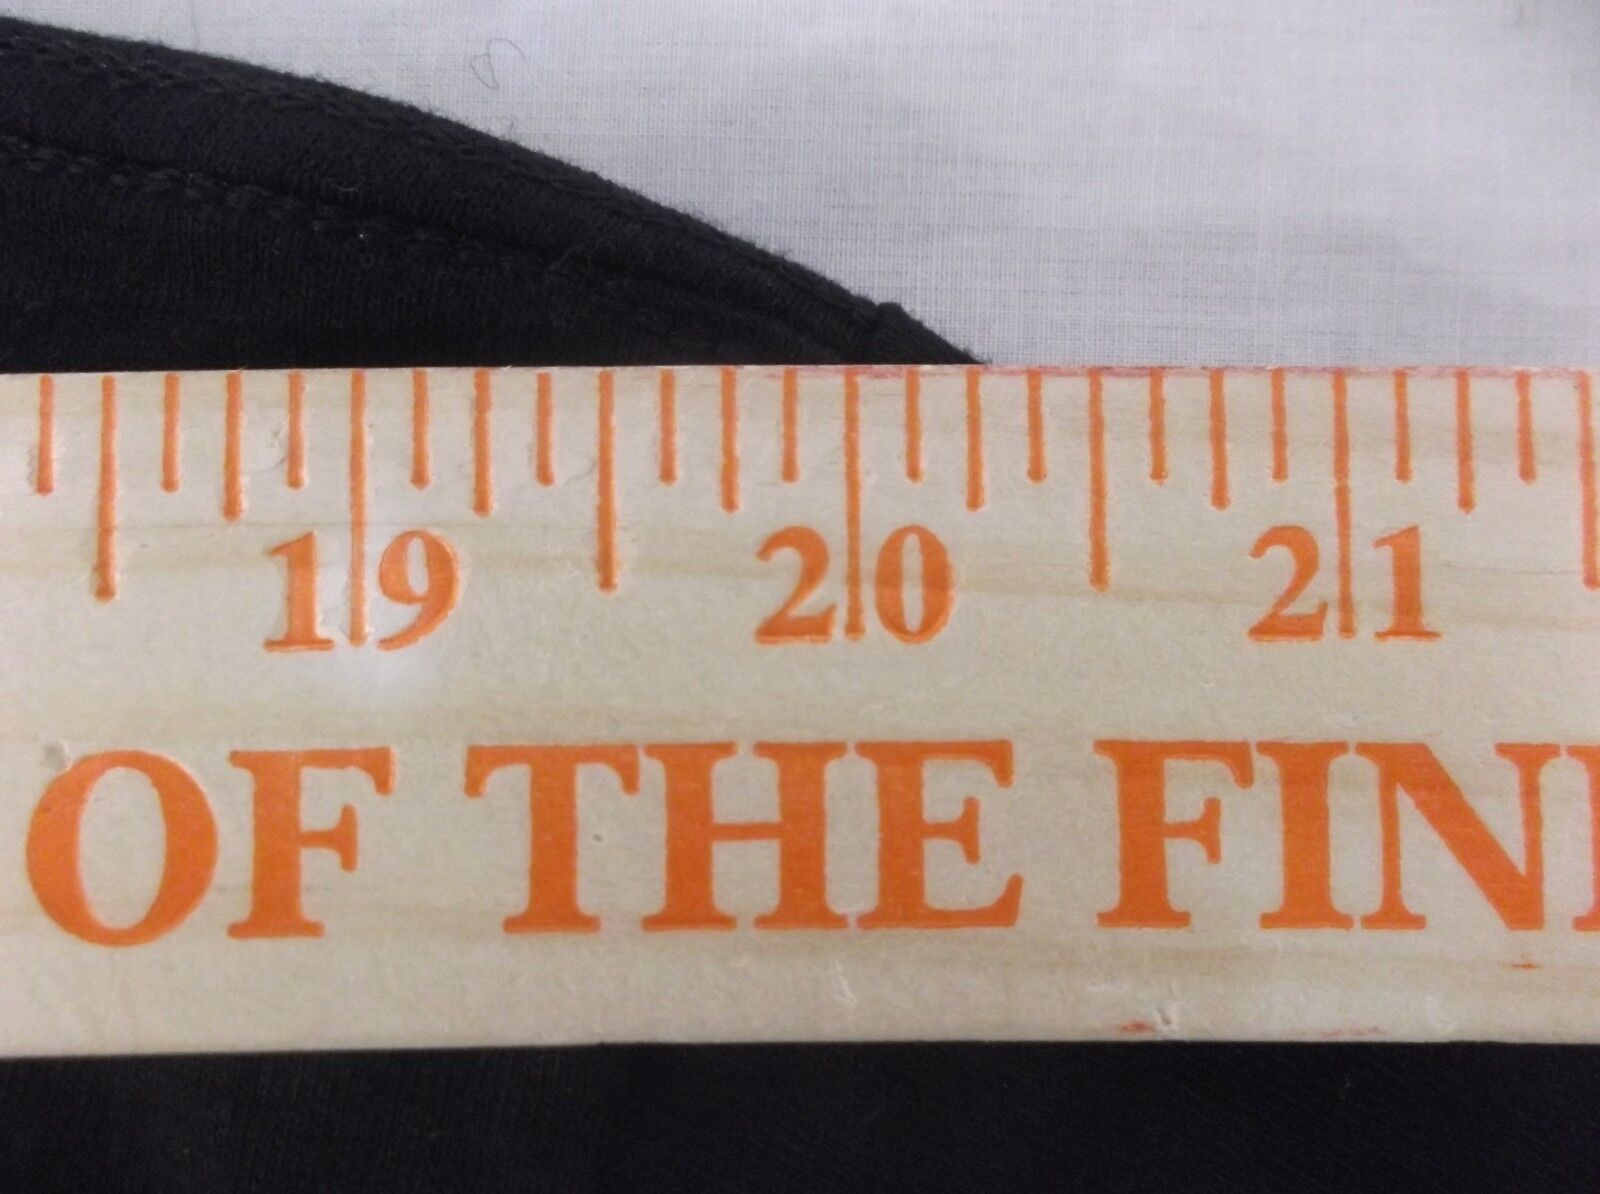 19 20 21
OF THE FIN